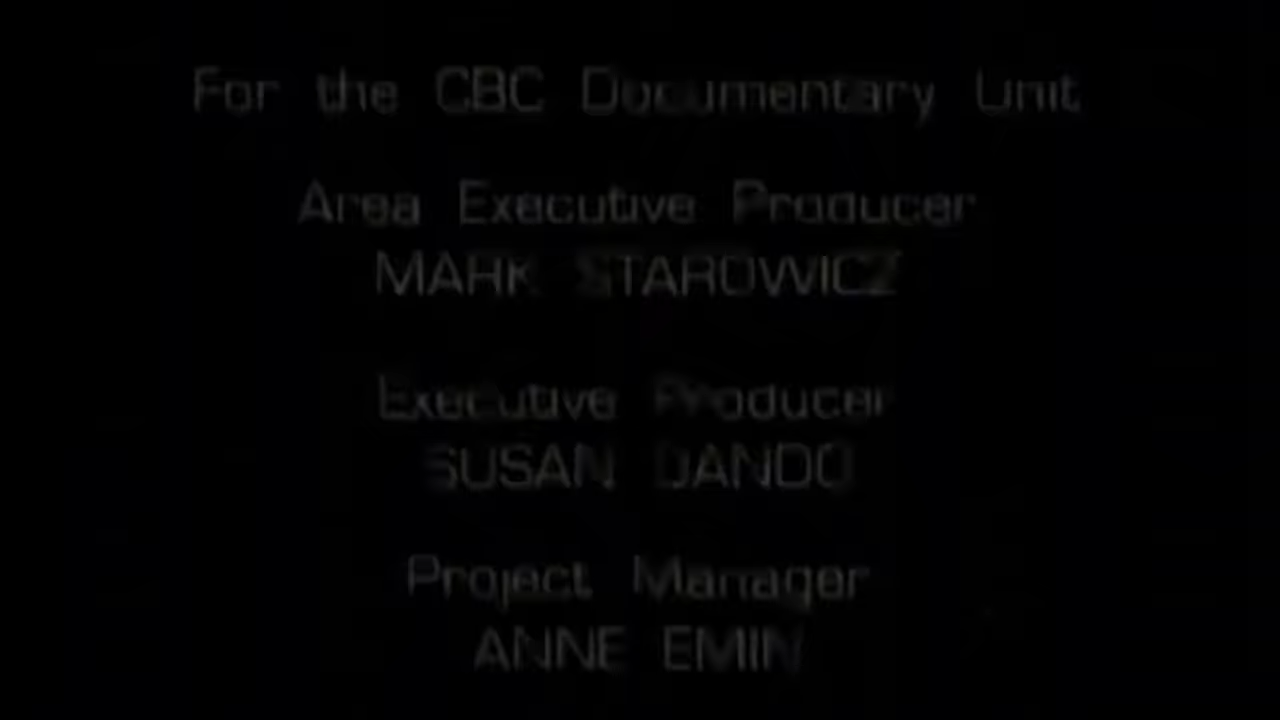 For the CBC Documentary Unit
Area Executive Producer
MARK STAROWICZ
Executive Producer
SUSAN DANDO
Project Manager
ANNE EMIN